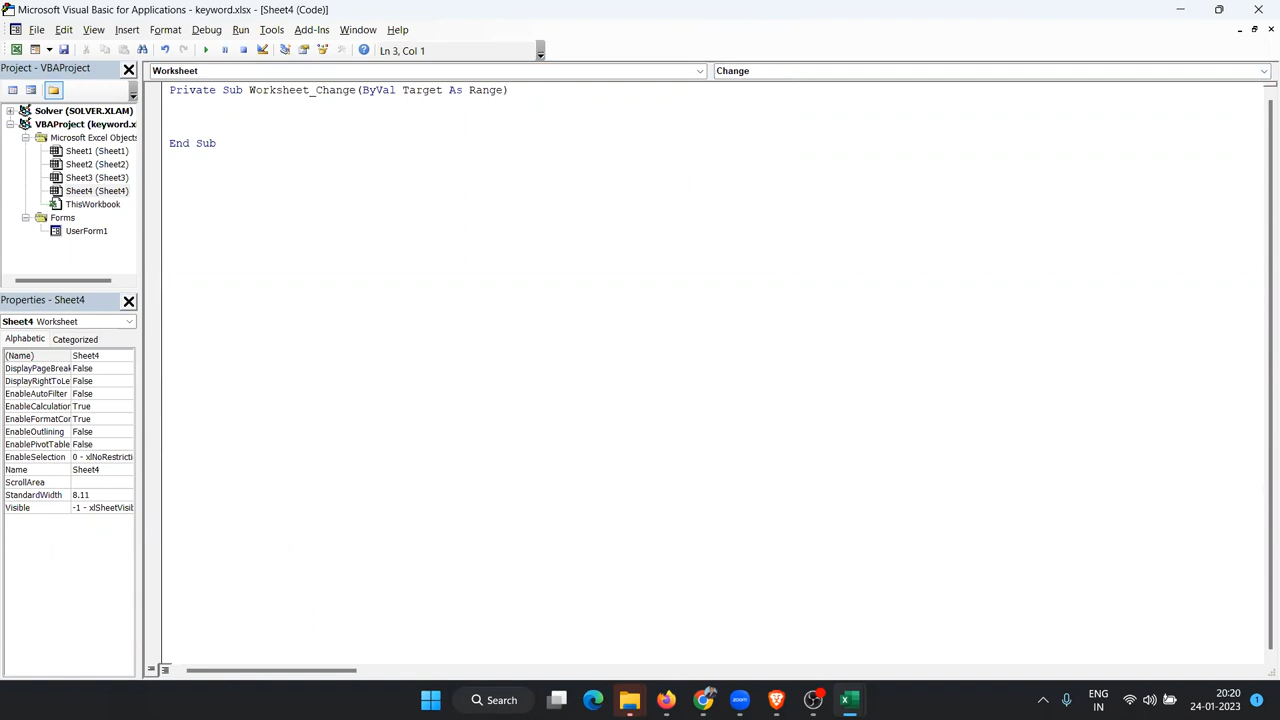 Microsoft Visual Basic for Applications - keyword.xlsx - [Sheet4 (Code)]
File Edit View Insert Format Debug Run Tools Add-Ins Window Help
Ln 3, Col 1
Project - VBAProject
Worksheet
Change
Private Sub Worksheet_Change(ByVal Target As Range)
End Sub
Solver (SOLVER.XLAM)
VBAProject (keyword.x
Microsoft Excel Objects
Sheet1 (Sheet1)
Sheet2 (Sheet2)
Sheet3 (Sheet3)
Sheet4 (Sheet4)
ThisWorkbook
Forms
UserForm1
Properties - Sheet4
Sheet4 Worksheet
Alphabetic Categorized
(Name) Sheet4
DisplayPageBreak False
DisplayRightToLe False
EnableAutoFilter False
EnableCalculation True
EnableFormatCon True
EnableOutlining False
EnablePivotTable False
EnableSelection 0 - xlNoRestricti
Name Sheet4
ScrollArea
StandardWidth 8.11
Visible -1 - xlSheetVisib
Search
ENG
IN
20:20
24-01-2023
1